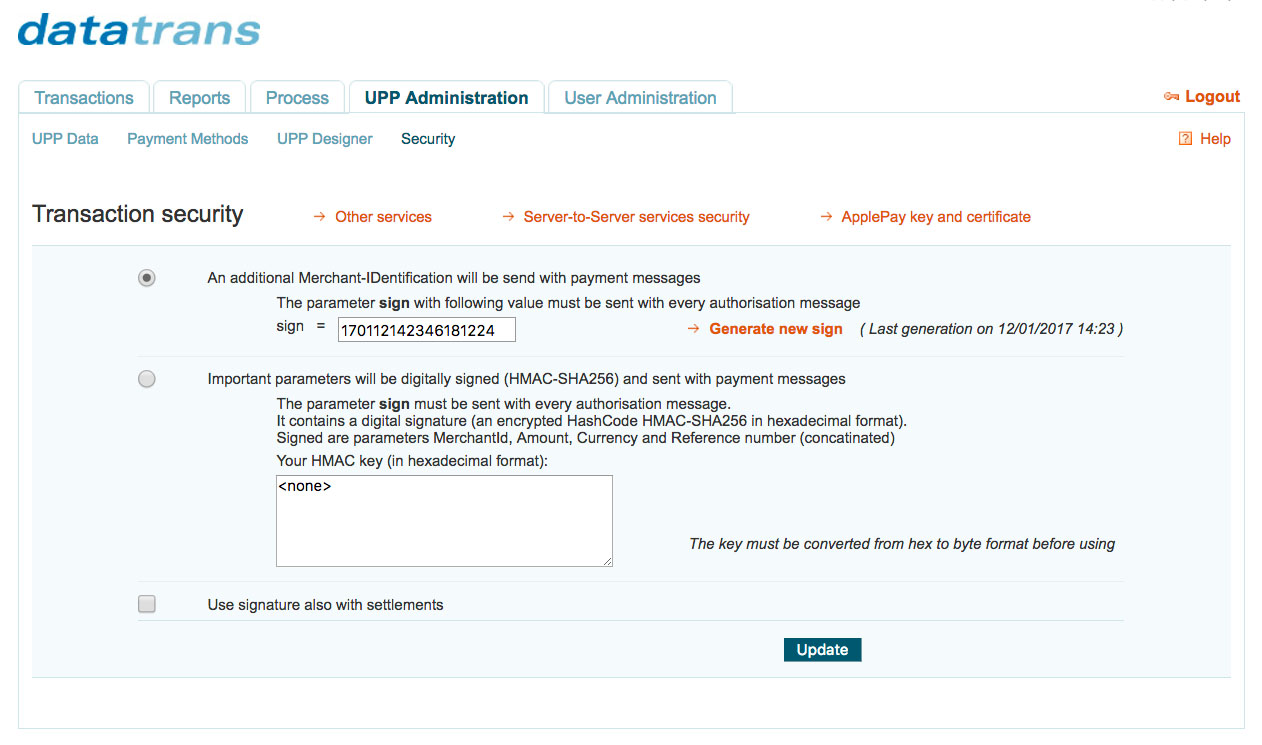 datatrans
Transactions Reports Process UPP Administration User Administration Logout
UPP Data Payment Methods UPP Designer Security Help
Transaction security → Other services → Server-to-Server services security → ApplePay key and certificate
An additional Merchant-IDentification will be send with payment messages
The parameter sign with following value must be sent with every authorisation message
sign = 170112142346181224 → Generate new sign ( Last generation on 12/01/2017 14:23 )
Important parameters will be digitally signed (HMAC-SHA256) and sent with payment messages
The parameter sign must be sent with every authorisation message.
It contains a digital signature (an encrypted HashCode HMAC-SHA256 in hexadecimal format).
Signed are parameters MerchantId, Amount, Currency and Reference number (concatinated)
Your HMAC key (in hexadecimal format):
<none>
The key must be converted from hex to byte format before using
Use signature also with settlements
Update